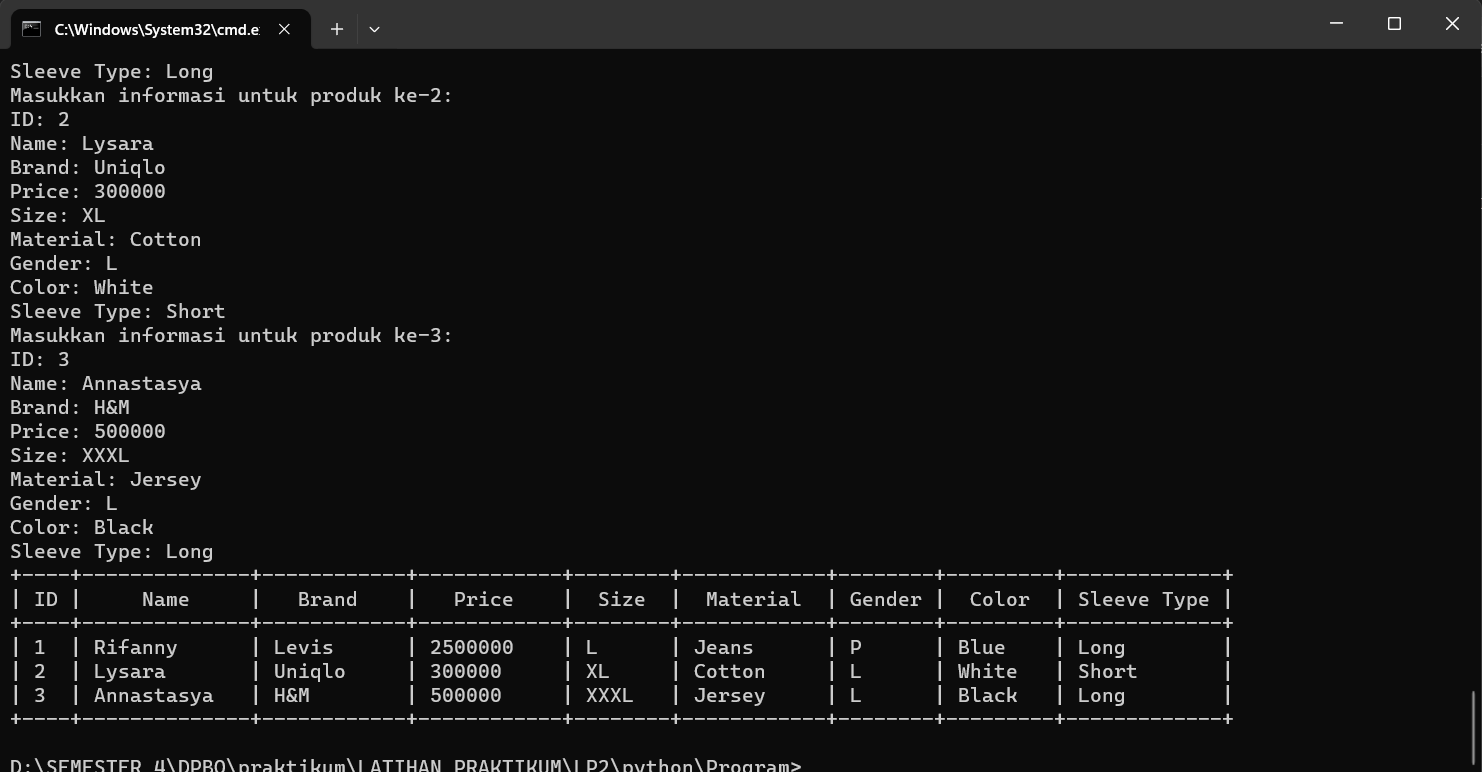 C:\Windows\System32\cmd.e
Sleeve Type: Long
Masukkan informasi untuk produk ke-2:
ID: 2
Name: Lysara
Brand: Uniqlo
Price: 300000
Size: XL
Material: Cotton
Gender: L
Color: White
Sleeve Type: Short
Masukkan informasi untuk produk ke-3:
ID: 3
Name: Annastasya
Brand: H&M
Price: 500000
Size: XXXL
Material: Jersey
Gender: L
Color: Black
Sleeve Type: Long
+----+--------------+------------+------------+--------+------------+--------+---------+-------------+
| ID |     Name     |   Brand    |   Price    |  Size  |  Material  | Gender |  Color  | Sleeve Type |
+----+--------------+------------+------------+--------+------------+--------+---------+-------------+
| 1  | Rifanny      | Levis      | 2500000    | L      | Jeans      | P      | Blue    | Long        |
| 2  | Lysara       | Uniqlo     | 300000     | XL     | Cotton     | L      | White   | Short       |
| 3  | Annastasya   | H&M        | 500000     | XXXL   | Jersey     | L      | Black   | Long        |
+----+--------------+------------+------------+--------+------------+--------+---------+-------------+
D:\SEMESTER 4\DPBO\praktikum\LATIHAN PRAKTIKUM\LP2\python\Program>